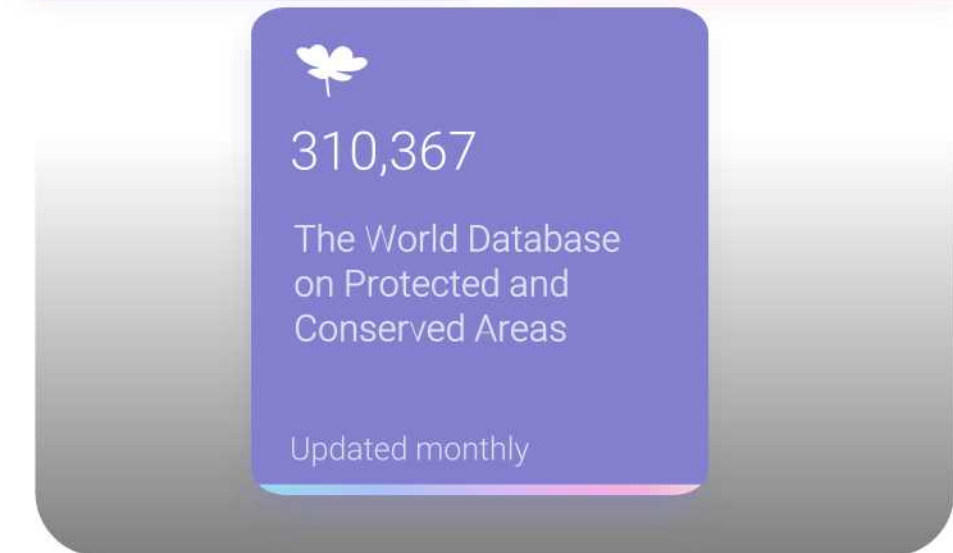 310,367
The World Database
on Protected and
Conserved Areas
Updated monthly